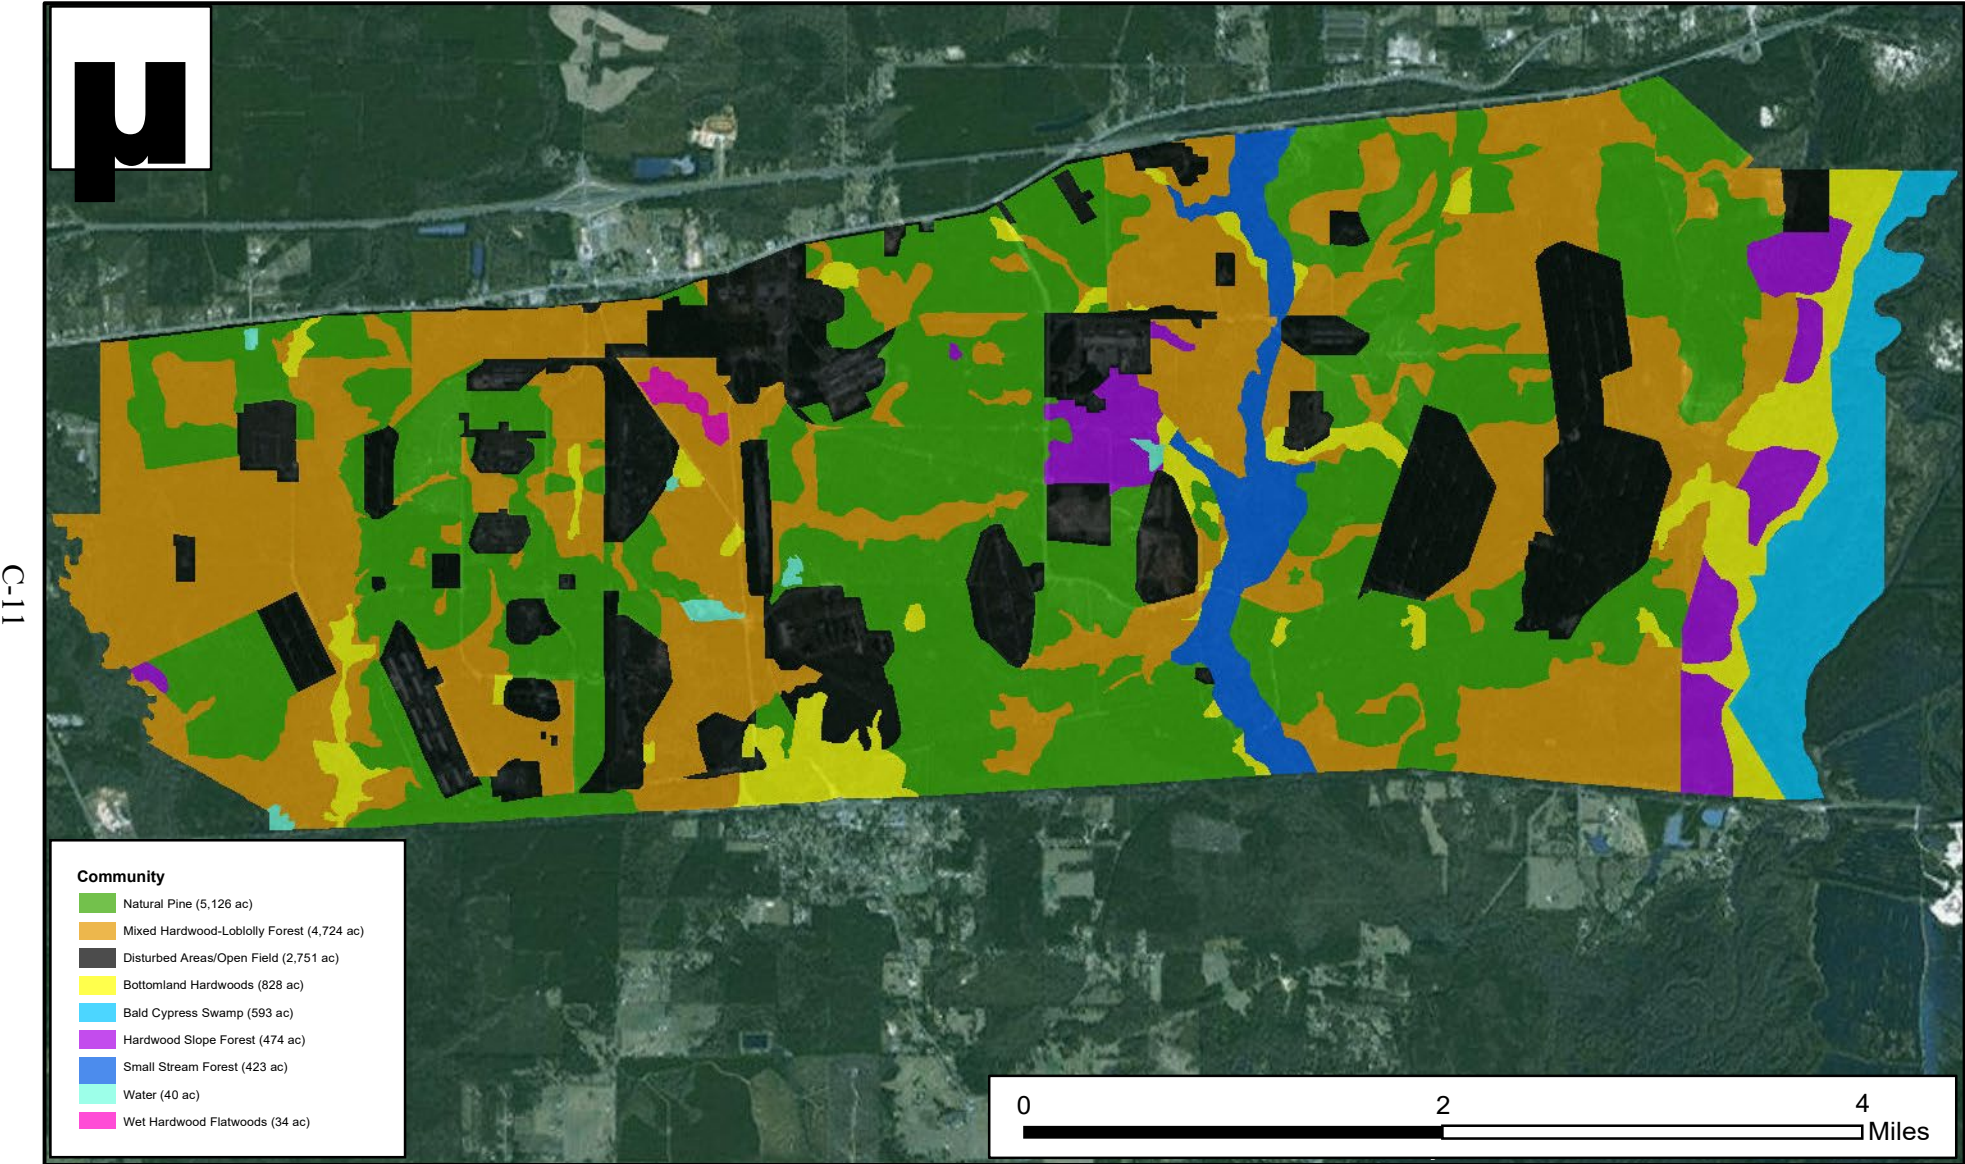 µ
C-11
Community
Natural Pine (5,126 ac)
Mixed Hardwood-Loblolly Forest (4,724 ac)
Disturbed Areas/Open Field (2,751 ac)
Bottomland Hardwoods (828 ac)
Bald Cypress Swamp (593 ac)
Hardwood Slope Forest (474 ac)
Small Stream Forest (423 ac)
Water (40 ac)
Wet Hardwood Flatwoods (34 ac)
0 2 4
Miles